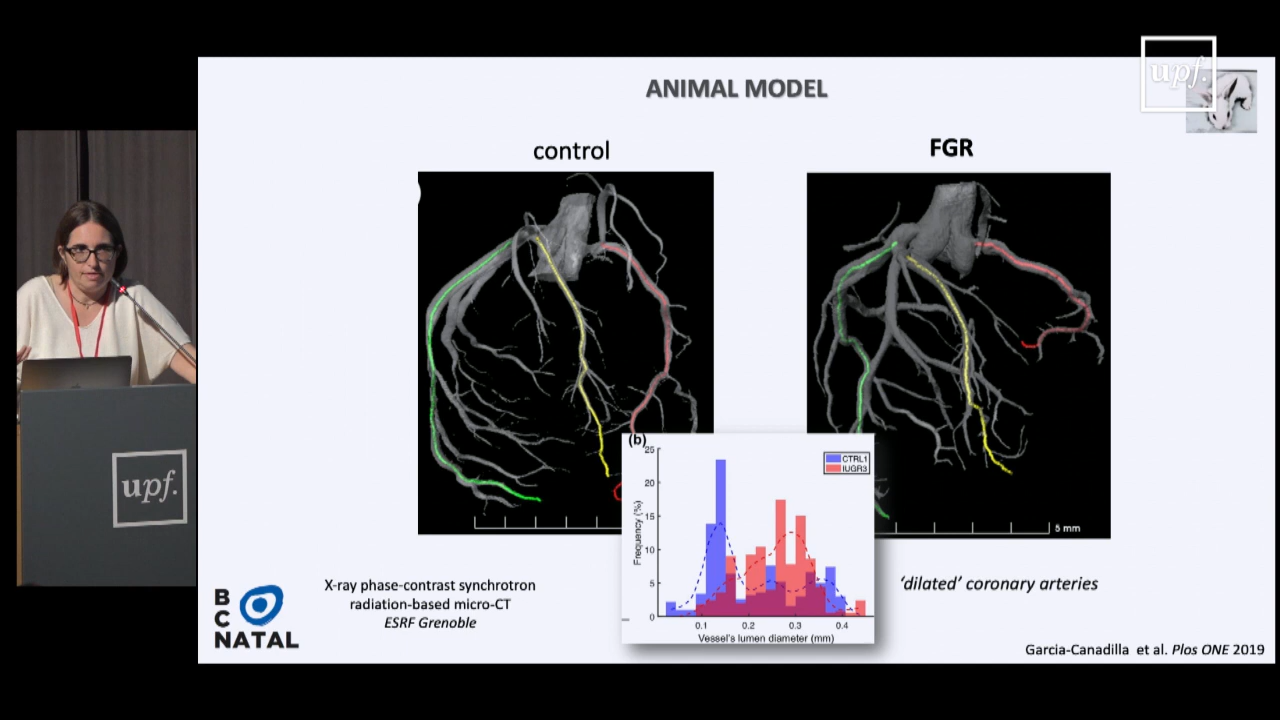 upf.
ANIMAL MODEL
control
FGR
(b)
25
20
15
10
5
0
Frequency (%)
CTRL1
IUGR3
0.1 0.2 0.3 0.4
Vessel's lumen diameter (mm)
5 mm
upf.
X-ray phase-contrast synchrotron
radiation-based micro-CT
ESRF Grenoble
'dilated' coronary arteries
B
C
NATAL
Garcia-Canadilla et al. Plos ONE 2019